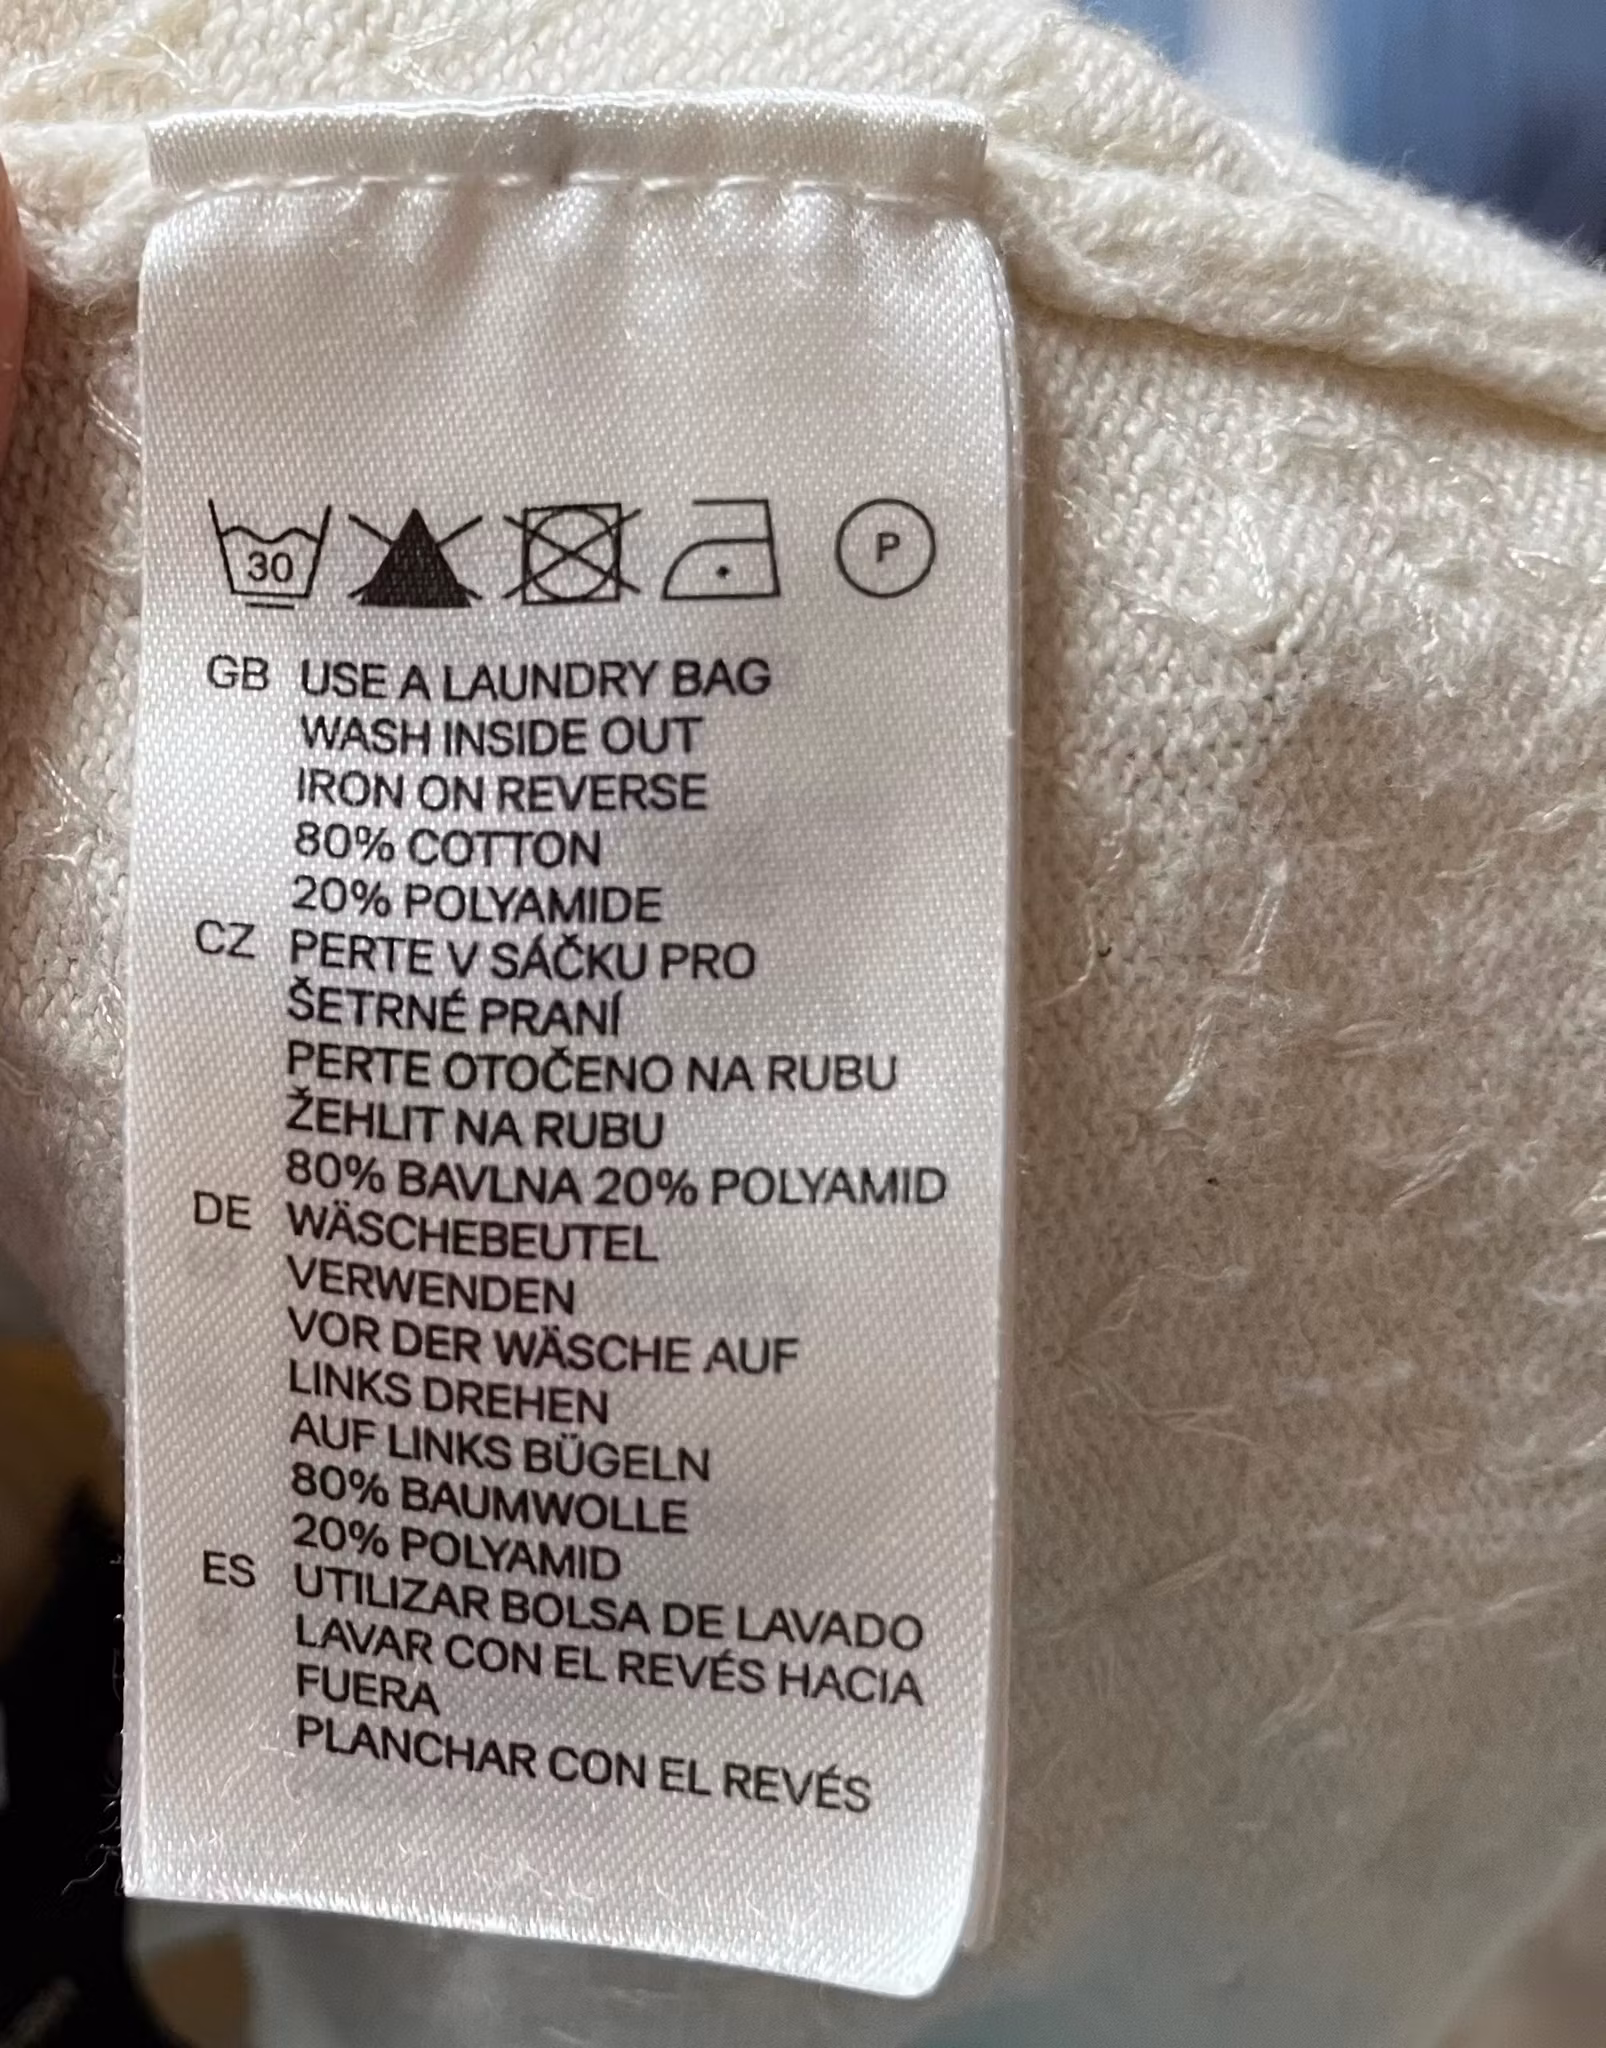 30
P
GB USE A LAUNDRY BAG
WASH INSIDE OUT
IRON ON REVERSE
80% COTTON
20% POLYAMIDE
CZ PERTE V SÁČKU PRO
ŠETRNÉ PRANÍ
PERTE OTOČENO NA RUBU
ŽEHLIT NA RUBU
80% BAVLNA 20% POLYAMID
DE WÄSCHEBEUTEL
VERWENDEN
VOR DER WÄSCHE AUF
LINKS DREHEN
AUF LINKS BÜGELN
80% BAUMWOLLE
20% POLYAMID
ES UTILIZAR BOLSA DE LAVADO
LAVAR CON EL REVÉS HACIA
FUERA
PLANCHAR CON EL REVÉS